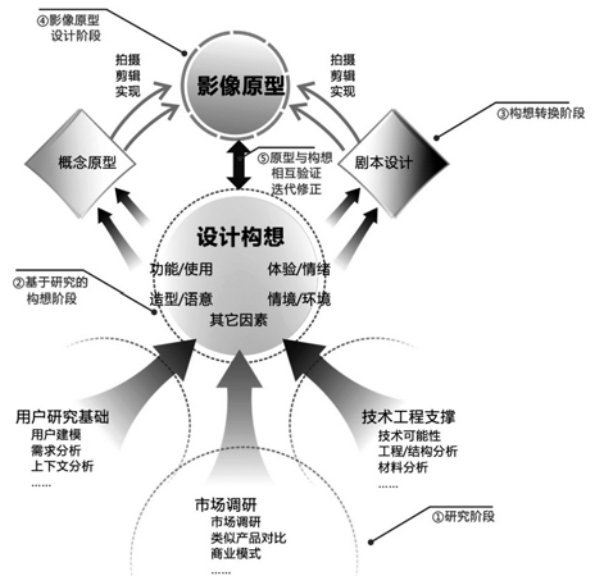 ④影像原型
设计阶段
拍摄
剪辑
实现
影像原型
拍摄
剪辑
实现
③构想转换阶段
概念原型
⑤原型与构想
相互验证
迭代修正
剧本设计
设计构想
功能/使用
体验/情绪
造型/语意
情境/环境
其它因素
②基于研究的
构想阶段
用户研究基础
用户建模
需求分析
上下文分析
……
技术工程支撑
技术可能性
工程/结构分析
材料分析
……
市场调研
市场调研
类似产品对比
商业模式
……
①研究阶段